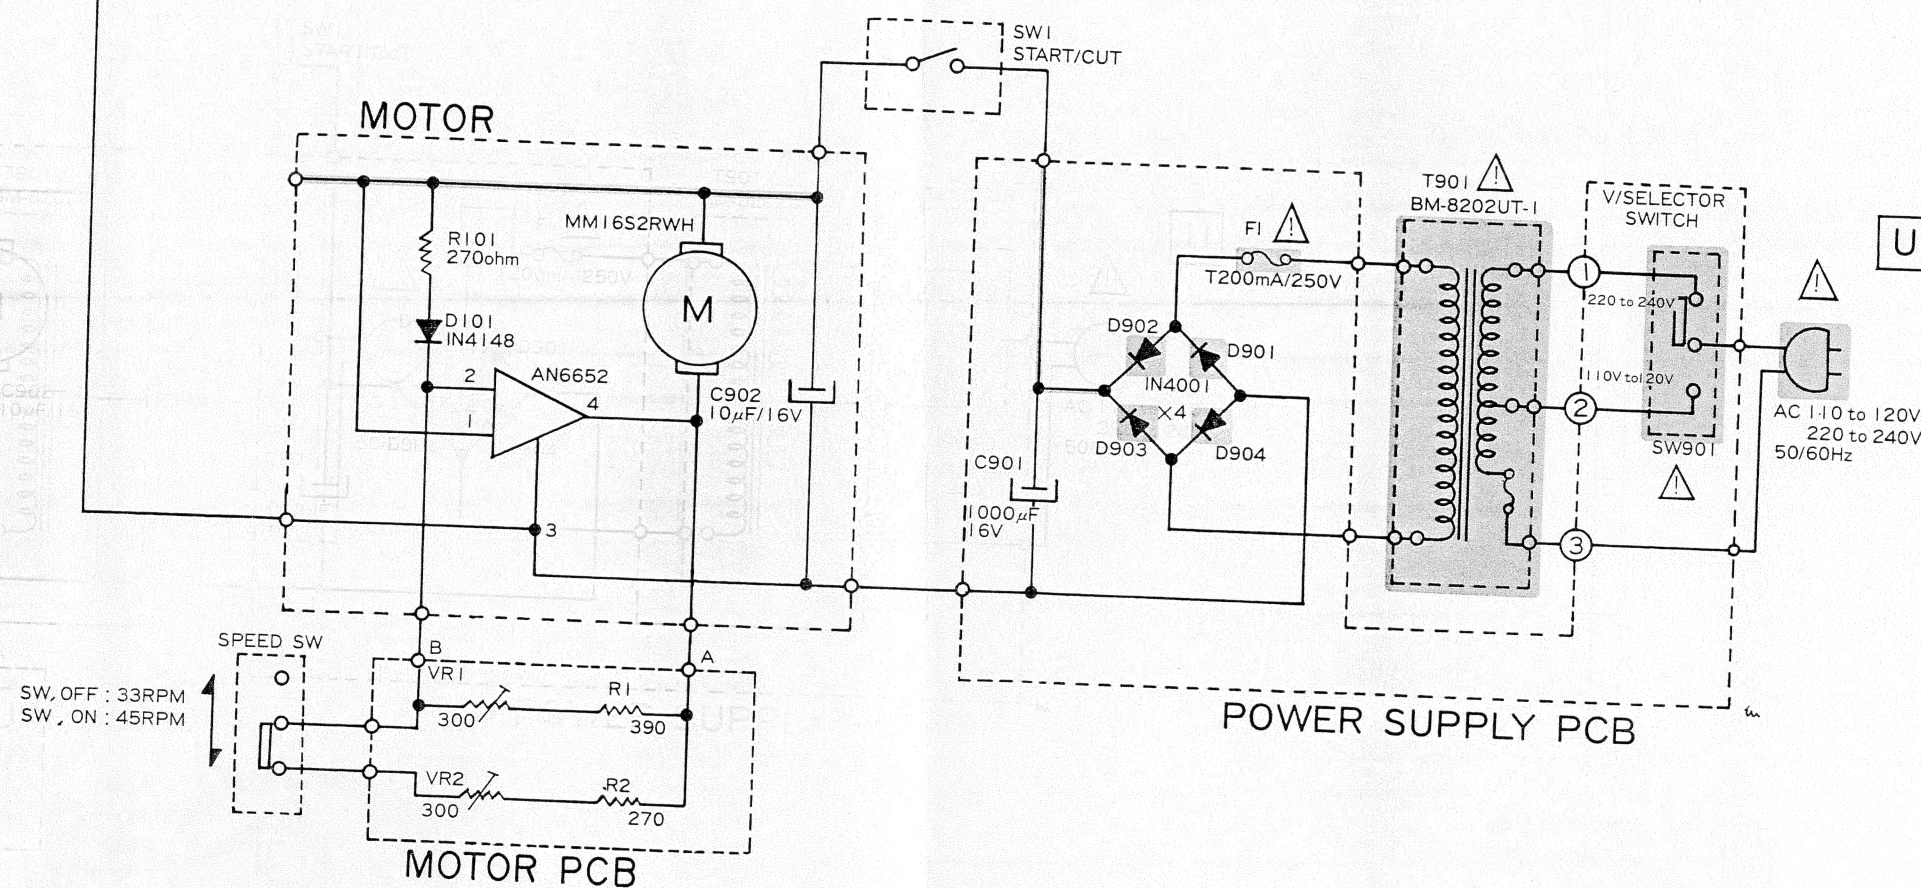 SW1
START/CUT
MOTOR
MM16S2RWH
R101
270ohm
D101
IN4148
2
AN6652
4
1
3
M
C902
10µF/16V
T901
BM-8202UT-1
V/SELECTOR
SWITCH
U
F1
T200mA/250V
D902
D901
IN4001
×4
D903
D904
C901
1000µF
16V
1
220 to 240V
110V to120V
2
SW901
3
AC 110 to 120V
220 to 240V
50/60Hz
SPEED SW
SW, OFF : 33RPM
SW, ON : 45RPM
B
A
VR1
300
R1
390
VR2
300
R2
270
MOTOR PCB
POWER SUPPLY PCB